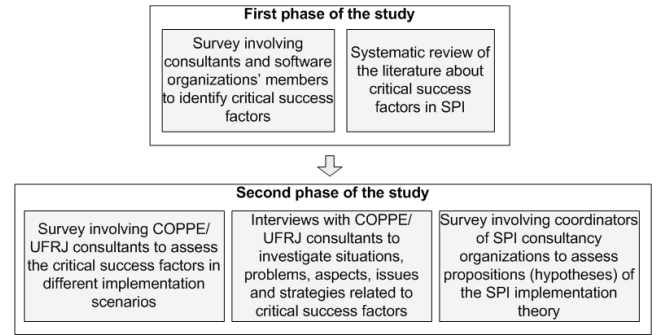 First phase of the study
Survey involving
consultants and software
organizations' members
to identify critical success
factors
Systematic review of
the literature about
critical success
factors in SPI
Second phase of the study
Survey involving COPPE/
UFRJ consultants to assess
the critical success factors in
different implementation
scenarios
Interviews with COPPE/
UFRJ consultants to
investigate situations,
problems, aspects, issues
and strategies related to
critical success factors
Survey involving coordinators
of SPI consultancy
organizations to assess
propositions (hypotheses) of
the SPI implementation
theory